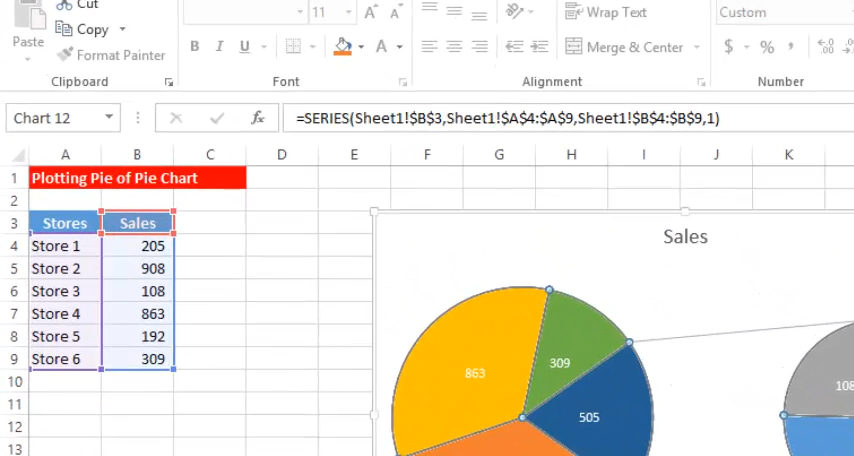 Cut
Paste
Copy
Format Painter
Clipboard
11 A A
B I U A
Font
Wrap Text
Merge & Center
Alignment
Custom
$ % ,
Number
Chart 12 fx =SERIES(Sheet1!$B$3,Sheet1!$A$4:$A$9,Sheet1!$B$4:$B$9,1)
A B C D E F G H I J K
1 Plotting Pie of Pie Chart
2
3 Stores Sales
4 Store 1 205
5 Store 2 908
6 Store 3 108
7 Store 4 863
8 Store 5 192
9 Store 6 309
10
11
12
13
Sales
309
863
505
108